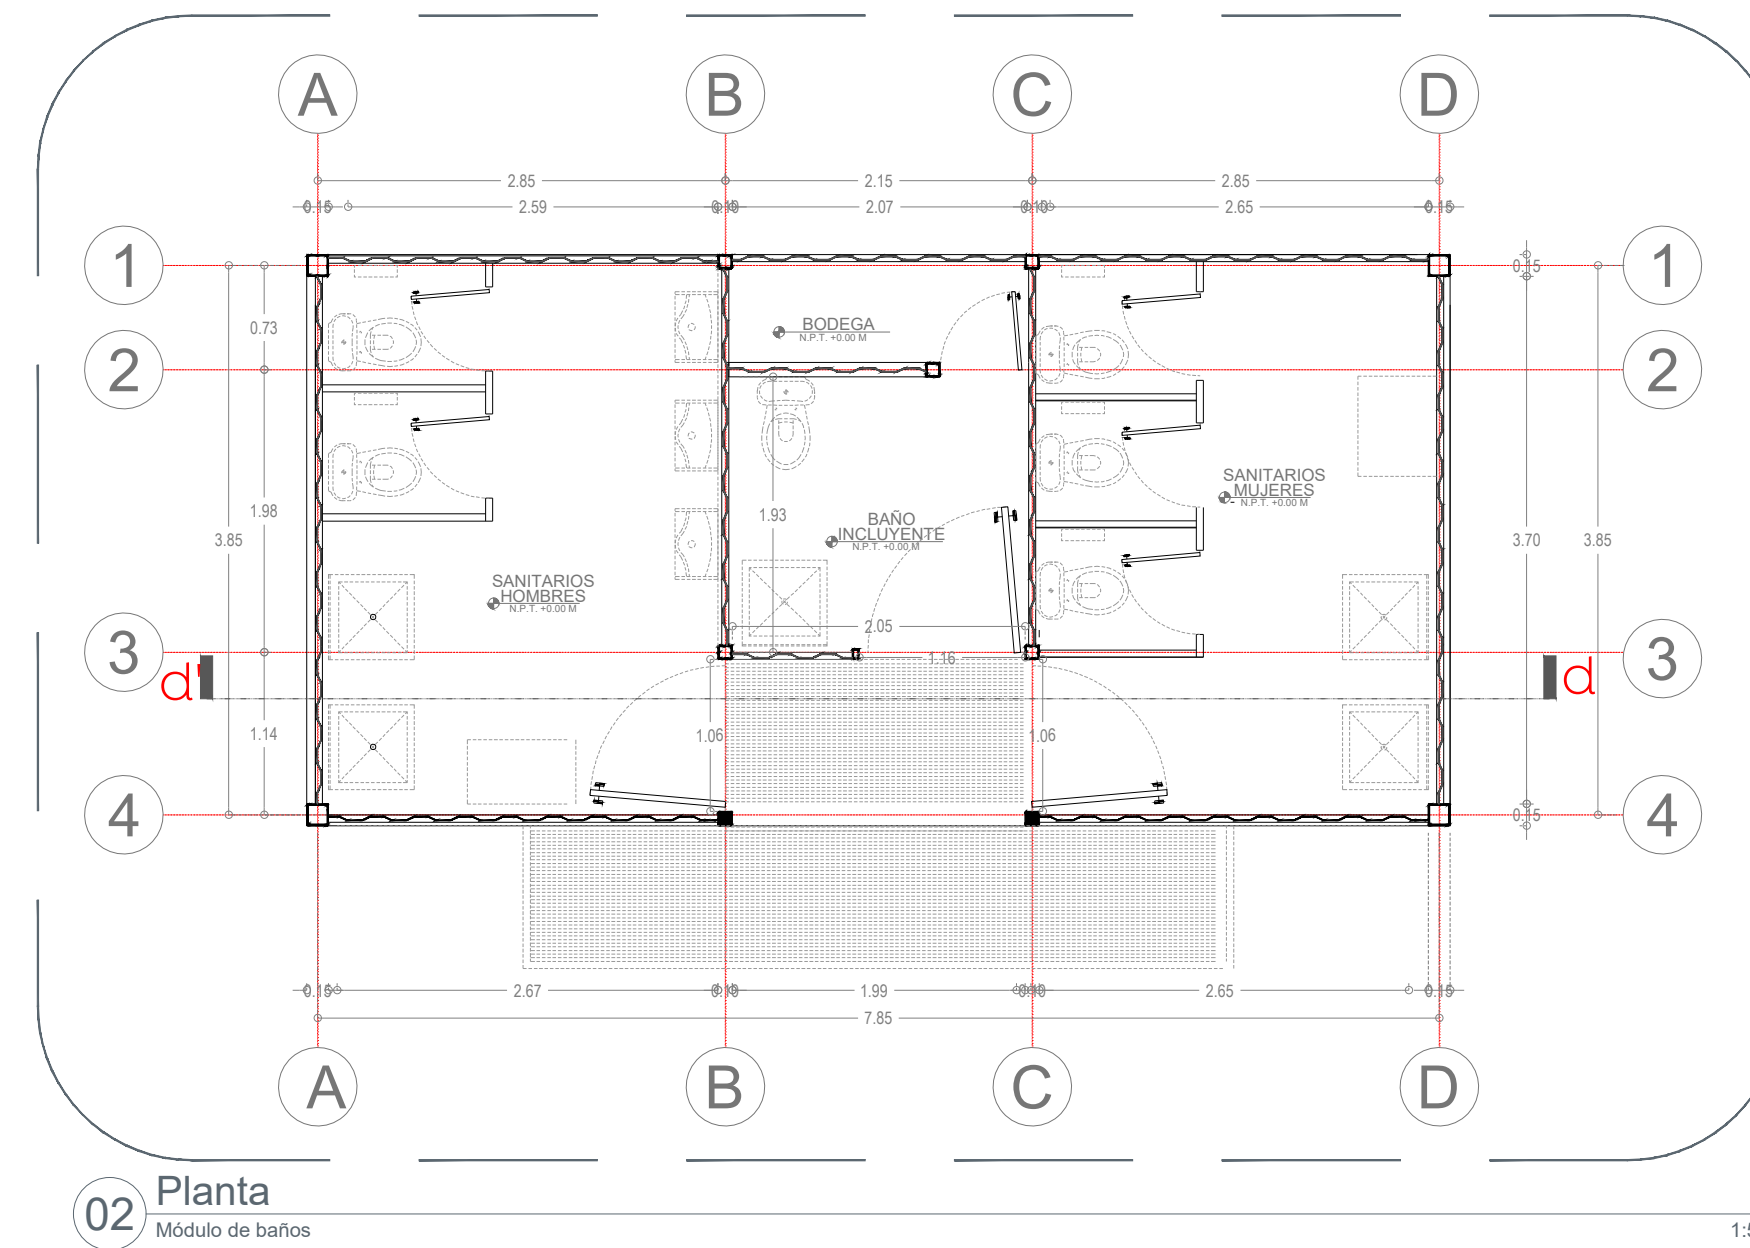 A B C D
2.85 2.15 2.85
0.15 2.59 0.10 2.07 0.10 2.65 0.15
1 1
0.15
0.73
BODEGA
N.P.T. +0.00 M
2 2
SANITARIOS
MUJERES
N.P.T. +0.00 M
1.98
1.93
BAÑO
INCLUYENTE
N.P.T. +0.00 M
3.85 3.70 3.85
SANITARIOS
HOMBRES
N.P.T. +0.00 M
2.05
3 3
1.16
d' d
1.14 1.06 1.06
4 4
0.15
0.15 2.67 0.10 1.99 0.10 2.65 0.15
7.85
A B C D
02 Planta
Módulo de baños